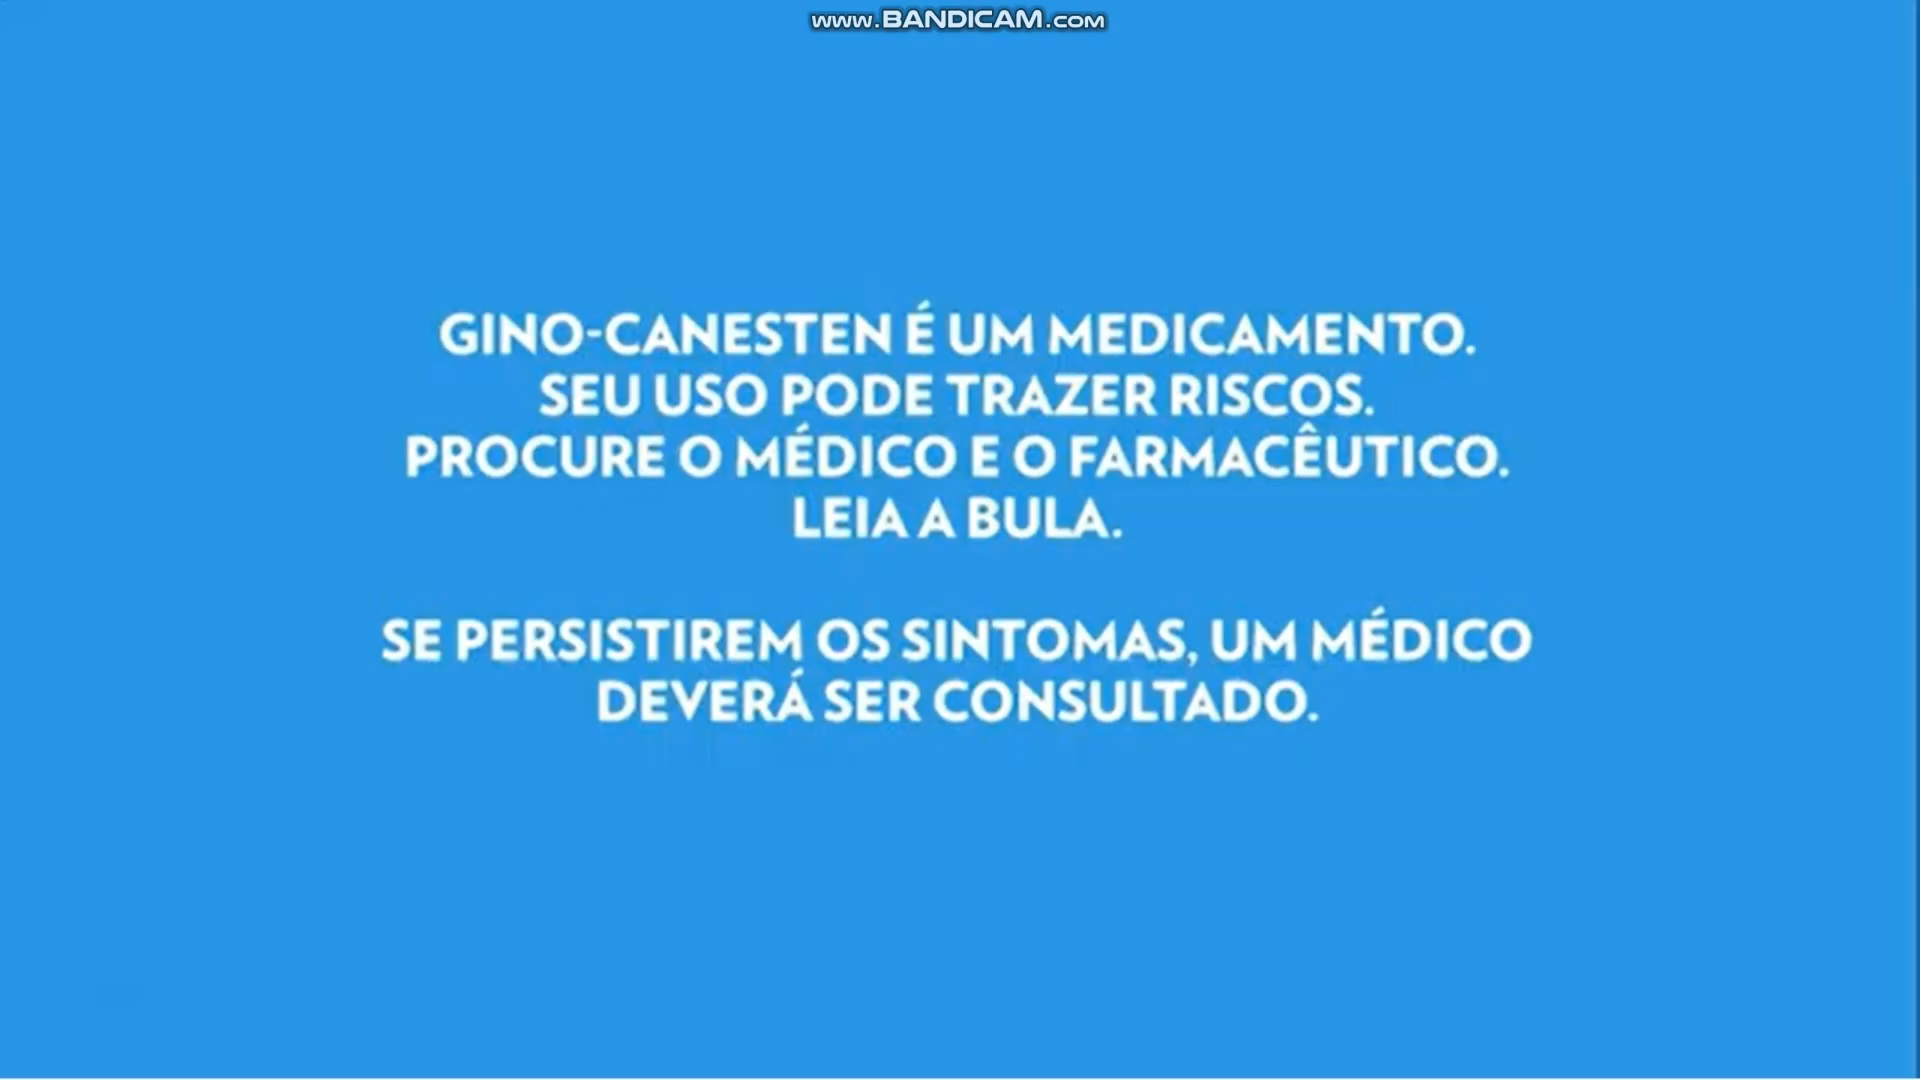 www.BANDICAM.com
GINO-CANESTEN É UM MEDICAMENTO.
SEU USO PODE TRAZER RISCOS.
PROCURE O MÉDICO E O FARMACÊUTICO.
LEIA A BULA.
SE PERSISTIREM OS SINTOMAS, UM MÉDICO
DEVERÁ SER CONSULTADO.